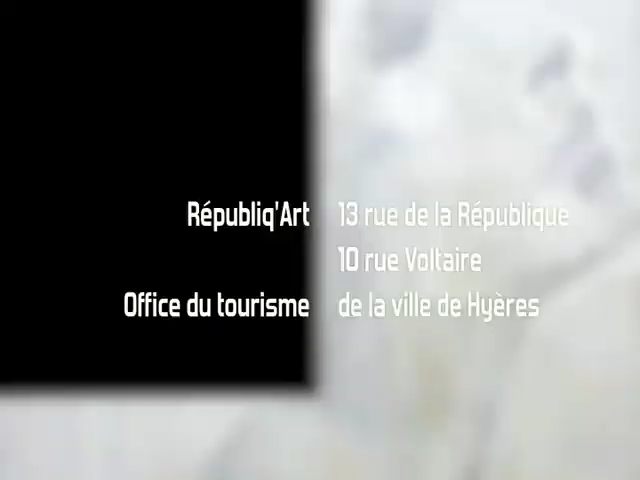 Républiq'Art 13 rue de la République
10 rue Voltaire
Office du tourisme de la ville de Hyères